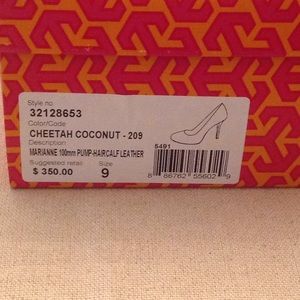 Style no
32128653
Color/Code
CHEETAH COCONUT - 209
Description
MARIANNE 100mm PUMP-HAIRCALF LEATHER
Suggested retail Size
$ 350.00 9
5491
8 86762 55602 9